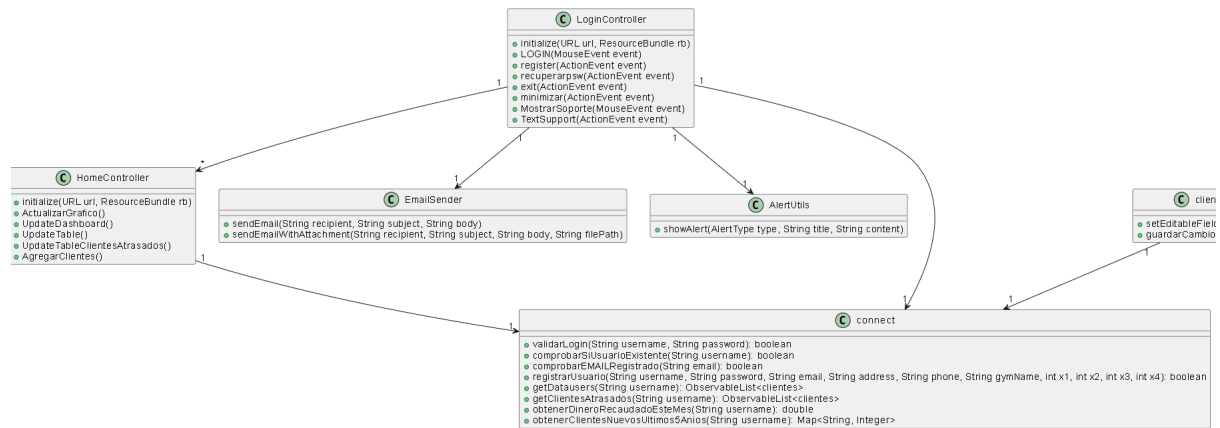 C LoginController
initialize(URL url, ResourceBundle rb)
LOGIN(MouseEvent event)
register(ActionEvent event)
recuperarpsw(ActionEvent event)
exit(ActionEvent event)
minimizar(ActionEvent event)
MostrarSoporte(MouseEvent event)
TextSupport(ActionEvent event)
1
1
1
1
*
1
1
C HomeController
initialize(URL url, ResourceBundle rb)
ActualizarGrafico()
UpdateDashboard()
UpdateTable()
UpdateTableClientesAtrasados()
AgregarClientes()
C EmailSender
sendEmail(String recipient, String subject, String body)
sendEmailWithAttachment(String recipient, String subject, String body, String filePath)
C AlertUtils
showAlert(AlertType type, String title, String content)
C clien
setEditableField
guardarCambio
1
1
1
1
1
C connect
validarLogin(String username, String password): boolean
comprobarSiUsuarioExistente(String username): boolean
comprobarEMAILRegistrado(String email): boolean
registrarUsuario(String username, String password, String email, String address, String phone, String gymName, int x1, int x2, int x3, int x4): boolean
getDatausers(String username): ObservableList<clientes>
getClientesAtrasados(String username): ObservableList<clientes>
obtenerDineroRecaudadoEsteMes(String username): double
obtenerClientesNuevosUltimos5Anios(String username): Map<String, Integer>